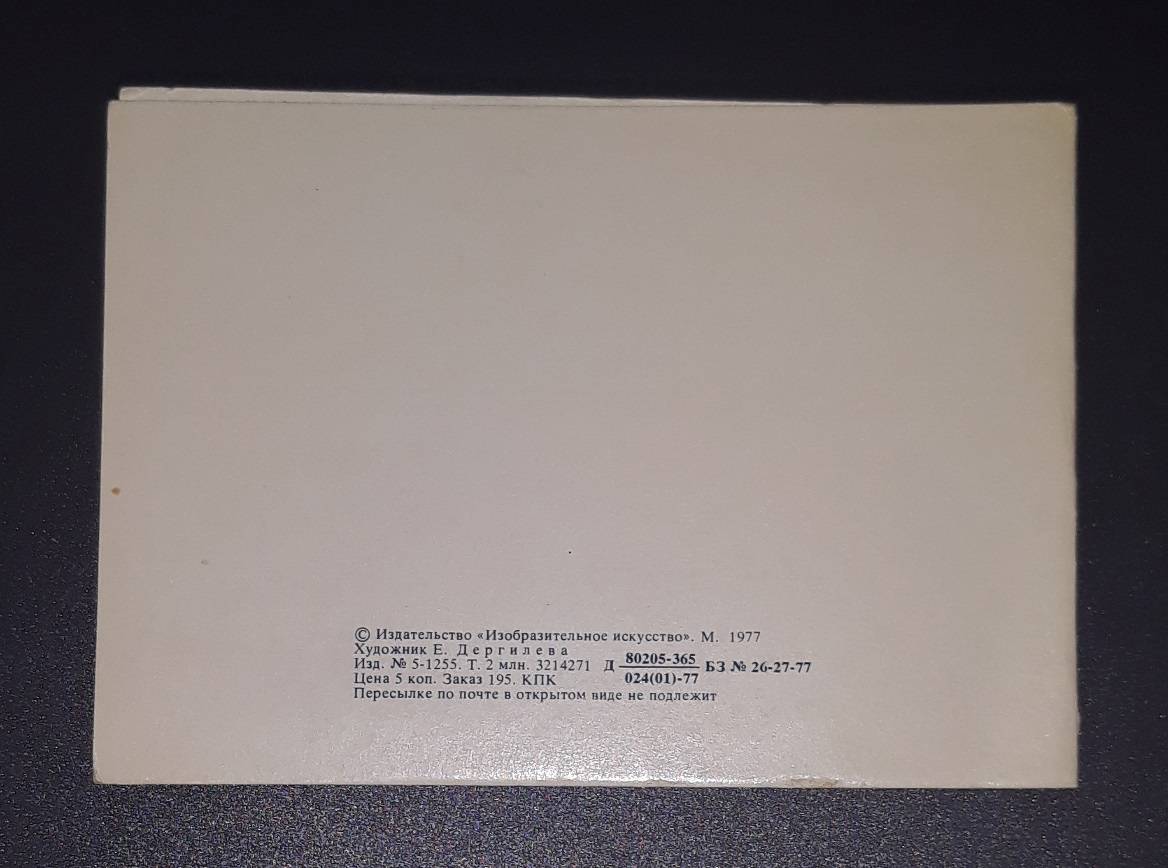 © Издательство «Изобразительное искусство». М. 1977
Художник Е. Дергилева
Изд. № 5-1255. Т. 2 млн. 3214271 Д 80205-365 БЗ № 26-27-77
024(01)-77
Цена 5 коп. Заказ 195. КПК
Пересылке по почте в открытом виде не подлежит